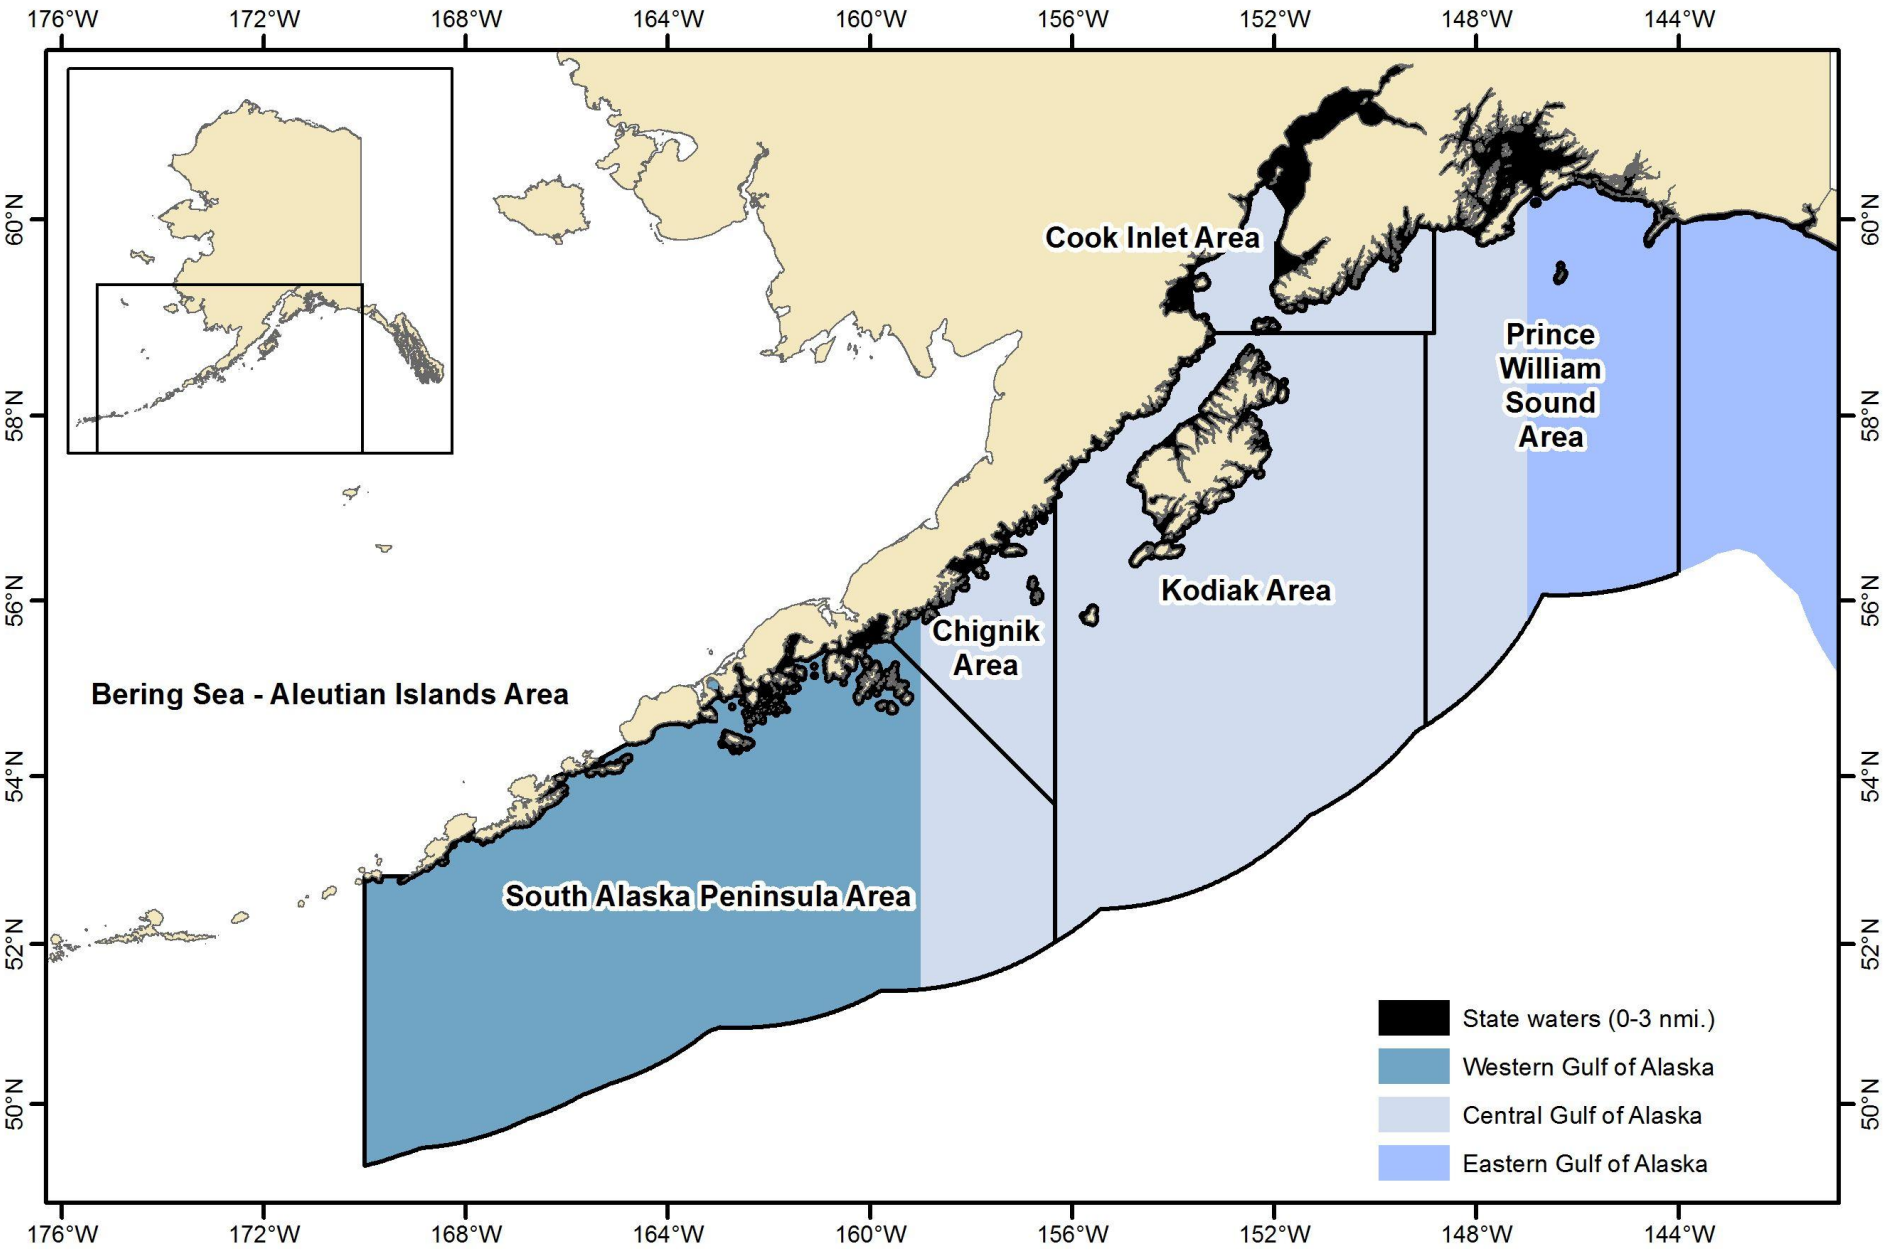 176°W 172°W 168°W 164°W 160°W 156°W 152°W 148°W 144°W
60°N
60°N
Cook Inlet Area
Prince
William
Sound
Area
58°N
58°N
56°N
56°N
Kodiak Area
Chignik
Area
Bering Sea - Aleutian Islands Area
54°N
54°N
South Alaska Peninsula Area
52°N
52°N
State waters (0-3 nmi.)
Western Gulf of Alaska
Central Gulf of Alaska
Eastern Gulf of Alaska
50°N
50°N
176°W 172°W 168°W 164°W 160°W 156°W 152°W 148°W 144°W